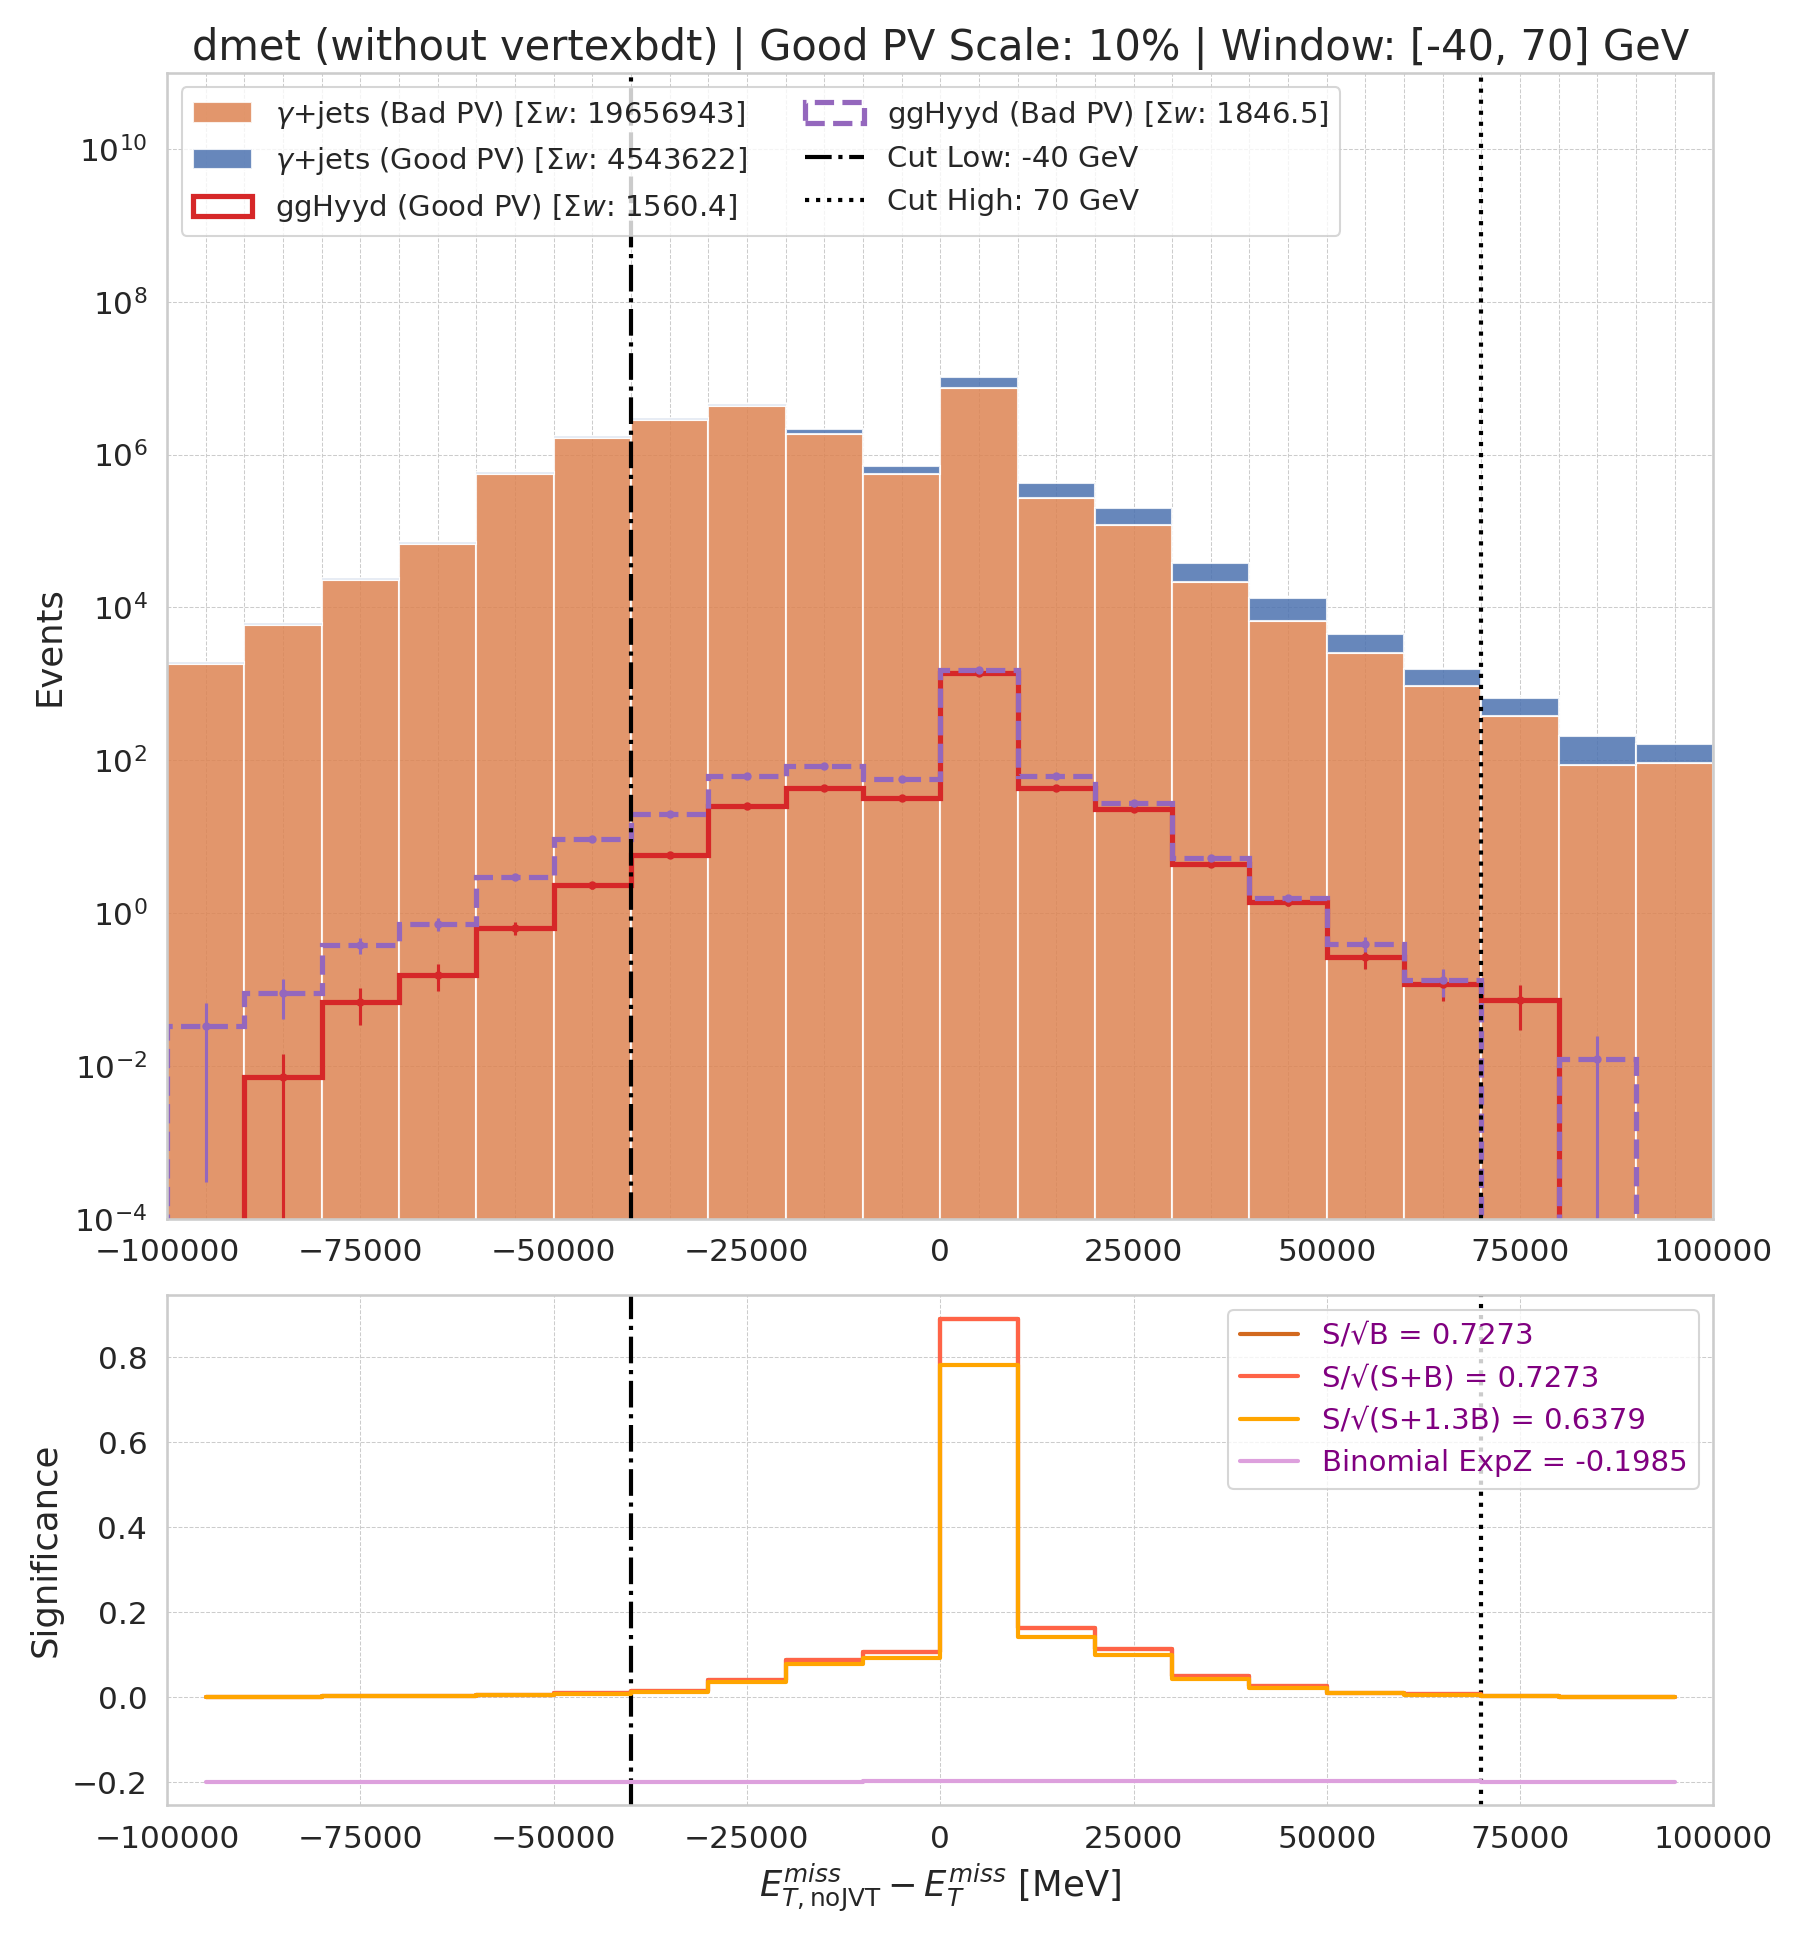 dmet (without vertexbdt) | Good PV Scale: 10% | Window: [-40, 70] GeV
γ+jets (Bad PV) [Σw: 19656943]
γ+jets (Good PV) [Σw: 4543622]
ggHyyd (Good PV) [Σw: 1560.4]
ggHyyd (Bad PV) [Σw: 1846.5]
Cut Low: -40 GeV
Cut High: 70 GeV
Events
10^10
10^8
10^6
10^4
10^2
10^0
10^−2
10^−4
−100000 −75000 −50000 −25000 0 25000 50000 75000 100000
S/√B = 0.7273
S/√(S+B) = 0.7273
S/√(S+1.3B) = 0.6379
Binomial ExpZ = -0.1985
Significance
0.8
0.6
0.4
0.2
0.0
−0.2
−100000 −75000 −50000 −25000 0 25000 50000 75000 100000
E_{T,noJVT}^{miss} − E_T^{miss} [MeV]